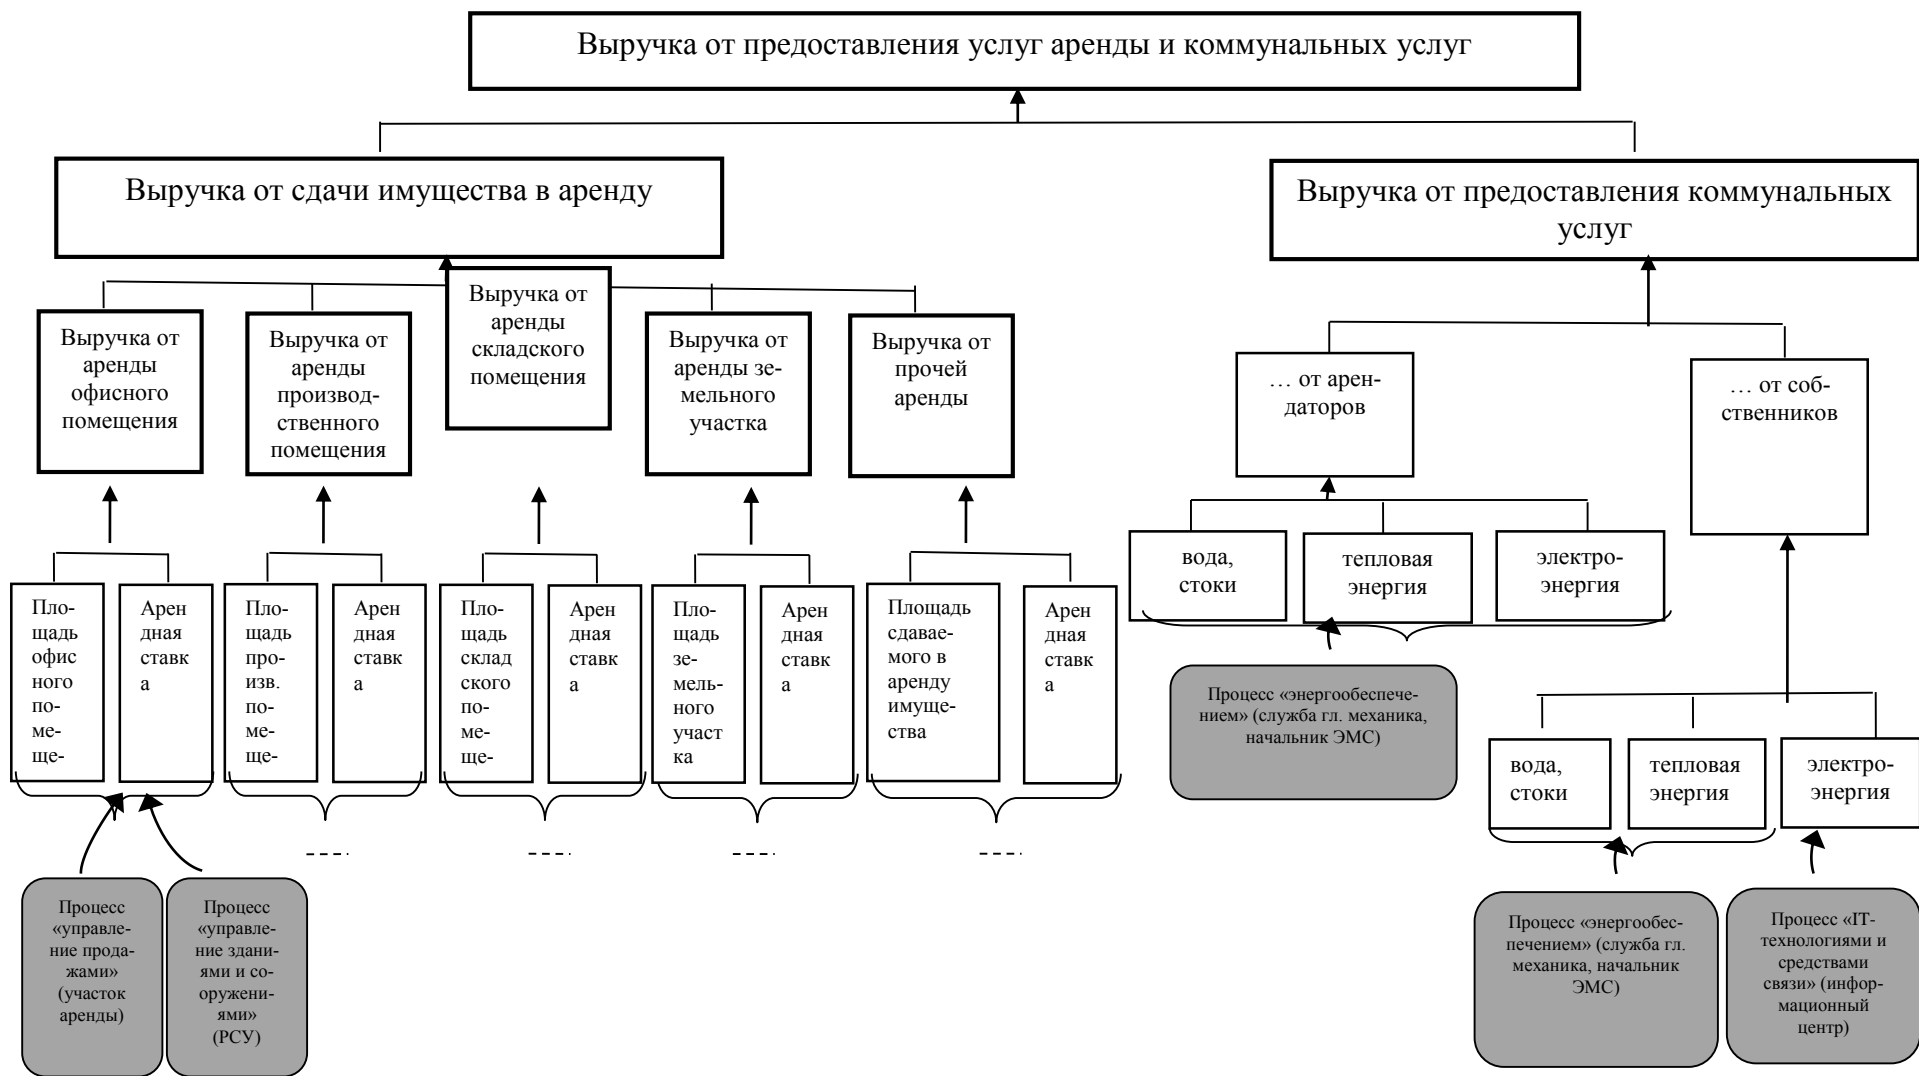 Выручка от предоставления услуг аренды и коммунальных услуг
Выручка от сдачи имущества в аренду
Выручка от предоставления коммунальных
услуг
Выручка от
аренды
офисного
помещения
Выручка от
аренды
производ-
ственного
помещения
Выручка от
аренды
складского
помещения
Выручка от
аренды зе-
мельного
участка
Выручка от
прочей
аренды
… от арен-
даторов
… от соб-
ственников
вода,
стоки
тепловая
энергия
электро-
энергия
Пло-
щадь
офис
ного
по-
ме-
ще-
Арен
дная
ставк
а
Пло-
щадь
про-
изв.
по-
ме-
ще-
Арен
дная
ставк
а
Пло-
щадь
склад
ского
по-
ме-
ще-
Арен
дная
ставк
а
Пло-
щадь
зе-
мель-
ного
участ
ка
Арен
дная
ставк
а
Площадь
сдавае-
мого в
аренду
имуще-
ства
Арен
дная
ставк
а
Процесс «энергообеспече-
нием» (служба гл. механика,
начальник ЭМС)
вода,
стоки
тепловая
энергия
электро-
энергия
Процесс
«управле-
ние прода-
жами»
(участок
аренды)
Процесс
«управле-
ние здани-
ями и со-
оружени-
ями»
(РСУ)
Процесс «энергообес-
печением» (служба гл.
механика, начальник
ЭМС)
Процесс «IT-
технологиями и
средствами
связи» (инфор-
мационный
центр)